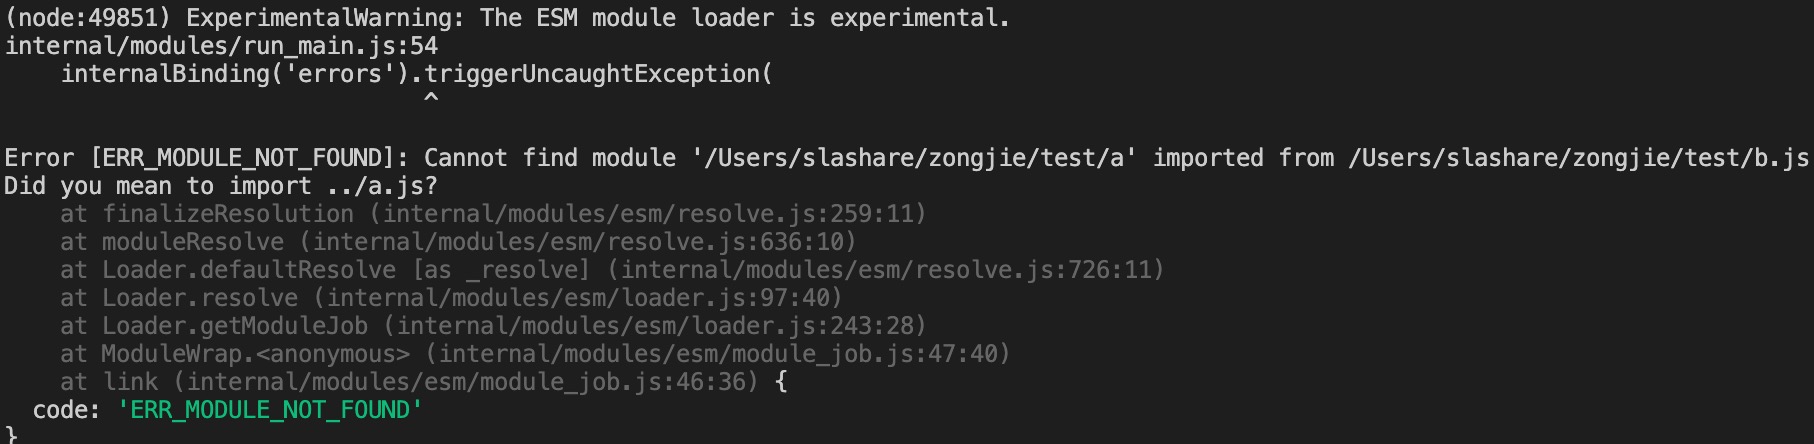 (node:49851) ExperimentalWarning: The ESM module loader is experimental.
internal/modules/run_main.js:54
    internalBinding('errors').triggerUncaughtException(
                              ^

Error [ERR_MODULE_NOT_FOUND]: Cannot find module '/Users/slashare/zongjie/test/a' imported from /Users/slashare/zongjie/test/b.js
Did you mean to import ../a.js?
    at finalizeResolution (internal/modules/esm/resolve.js:259:11)
    at moduleResolve (internal/modules/esm/resolve.js:636:10)
    at Loader.defaultResolve [as _resolve] (internal/modules/esm/resolve.js:726:11)
    at Loader.resolve (internal/modules/esm/loader.js:97:40)
    at Loader.getModuleJob (internal/modules/esm/loader.js:243:28)
    at ModuleWrap.<anonymous> (internal/modules/esm/module_job.js:47:40)
    at link (internal/modules/esm/module_job.js:46:36) {
  code: 'ERR_MODULE_NOT_FOUND'
}